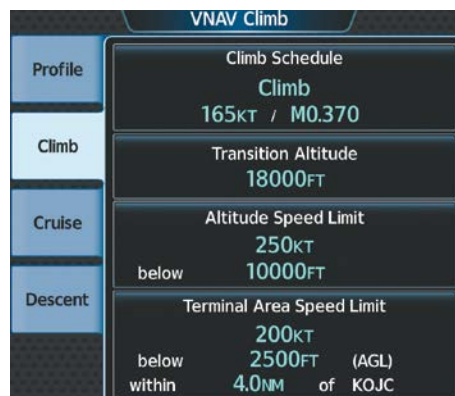 VNAV Climb
Profile
Climb
Cruise
Descent
Climb Schedule
Climb
165KT / M0.370
Transition Altitude
18000FT
Altitude Speed Limit
250KT
below 10000FT
Terminal Area Speed Limit
200KT
below 2500FT (AGL)
within 4.0NM of KOJC